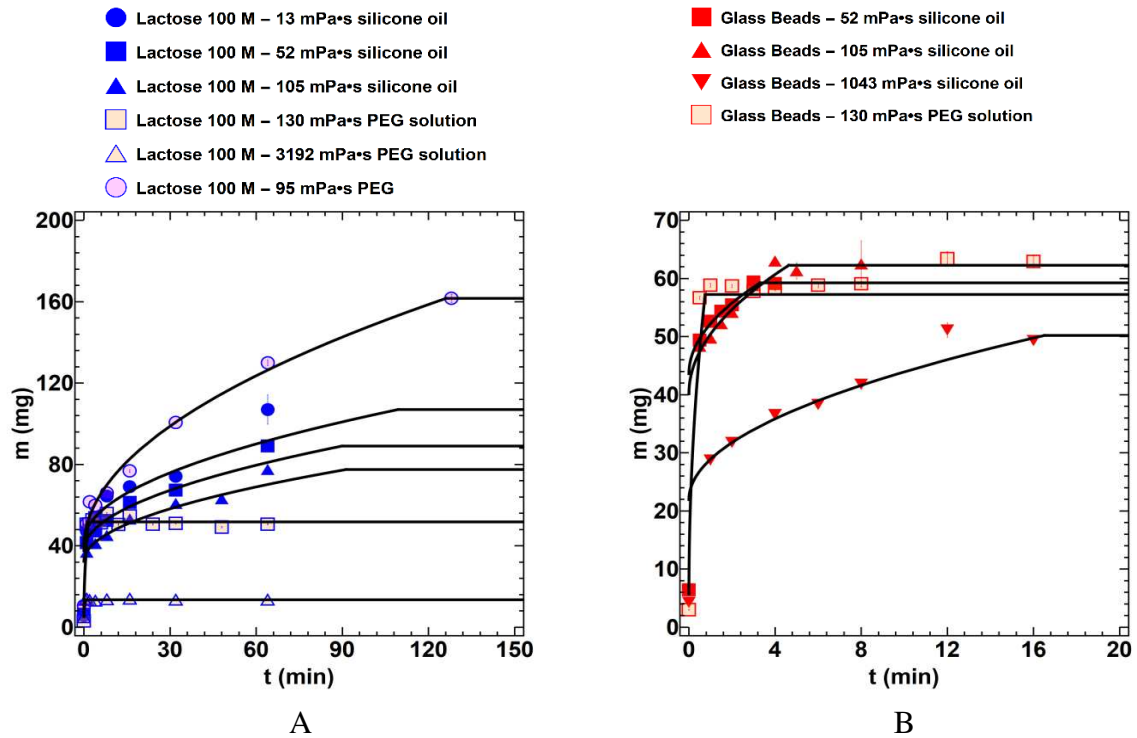 Lactose 100 M – 13 mPa•s silicone oil
Lactose 100 M – 52 mPa•s silicone oil
Lactose 100 M – 105 mPa•s silicone oil
Lactose 100 M – 130 mPa•s PEG solution
Lactose 100 M – 3192 mPa•s PEG solution
Lactose 100 M – 95 mPa•s PEG
200
160
120
80
40
0
m (mg)
0 30 60 90 120 150
t (min)
A
Glass Beads – 52 mPa•s silicone oil
Glass Beads – 105 mPa•s silicone oil
Glass Beads – 1043 mPa•s silicone oil
Glass Beads – 130 mPa•s PEG solution
70
60
50
40
30
20
10
0
m (mg)
0 4 8 12 16 20
t (min)
B